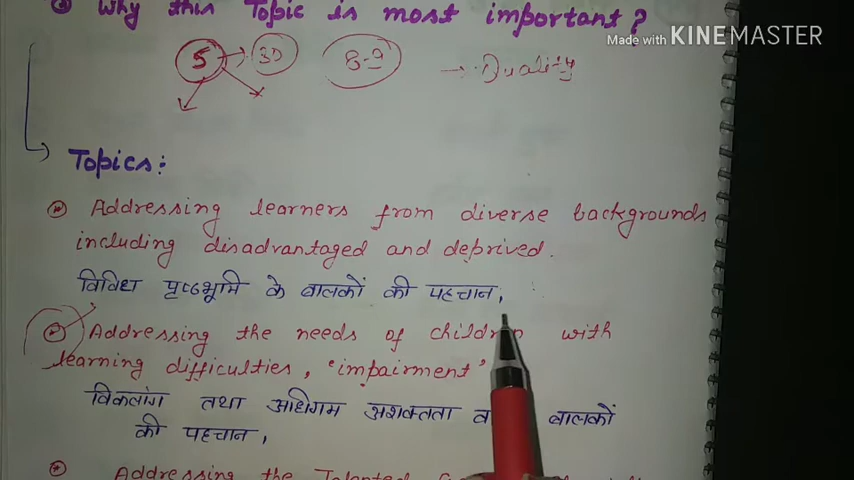 Why this Topic is most important?
Made with KINEMASTER
5 → 30 8-9 → Quality
Topics:
Addressing learners from diverse backgrounds
including disadvantaged and deprived.
विविध पृष्ठभूमि के बालकों की पहचान,
Addressing the needs of children with
learning difficulties, 'impairment'
विकलांग तथा अधिगम अशक्तता बालकों
की पहचान,
Addressing the Talented